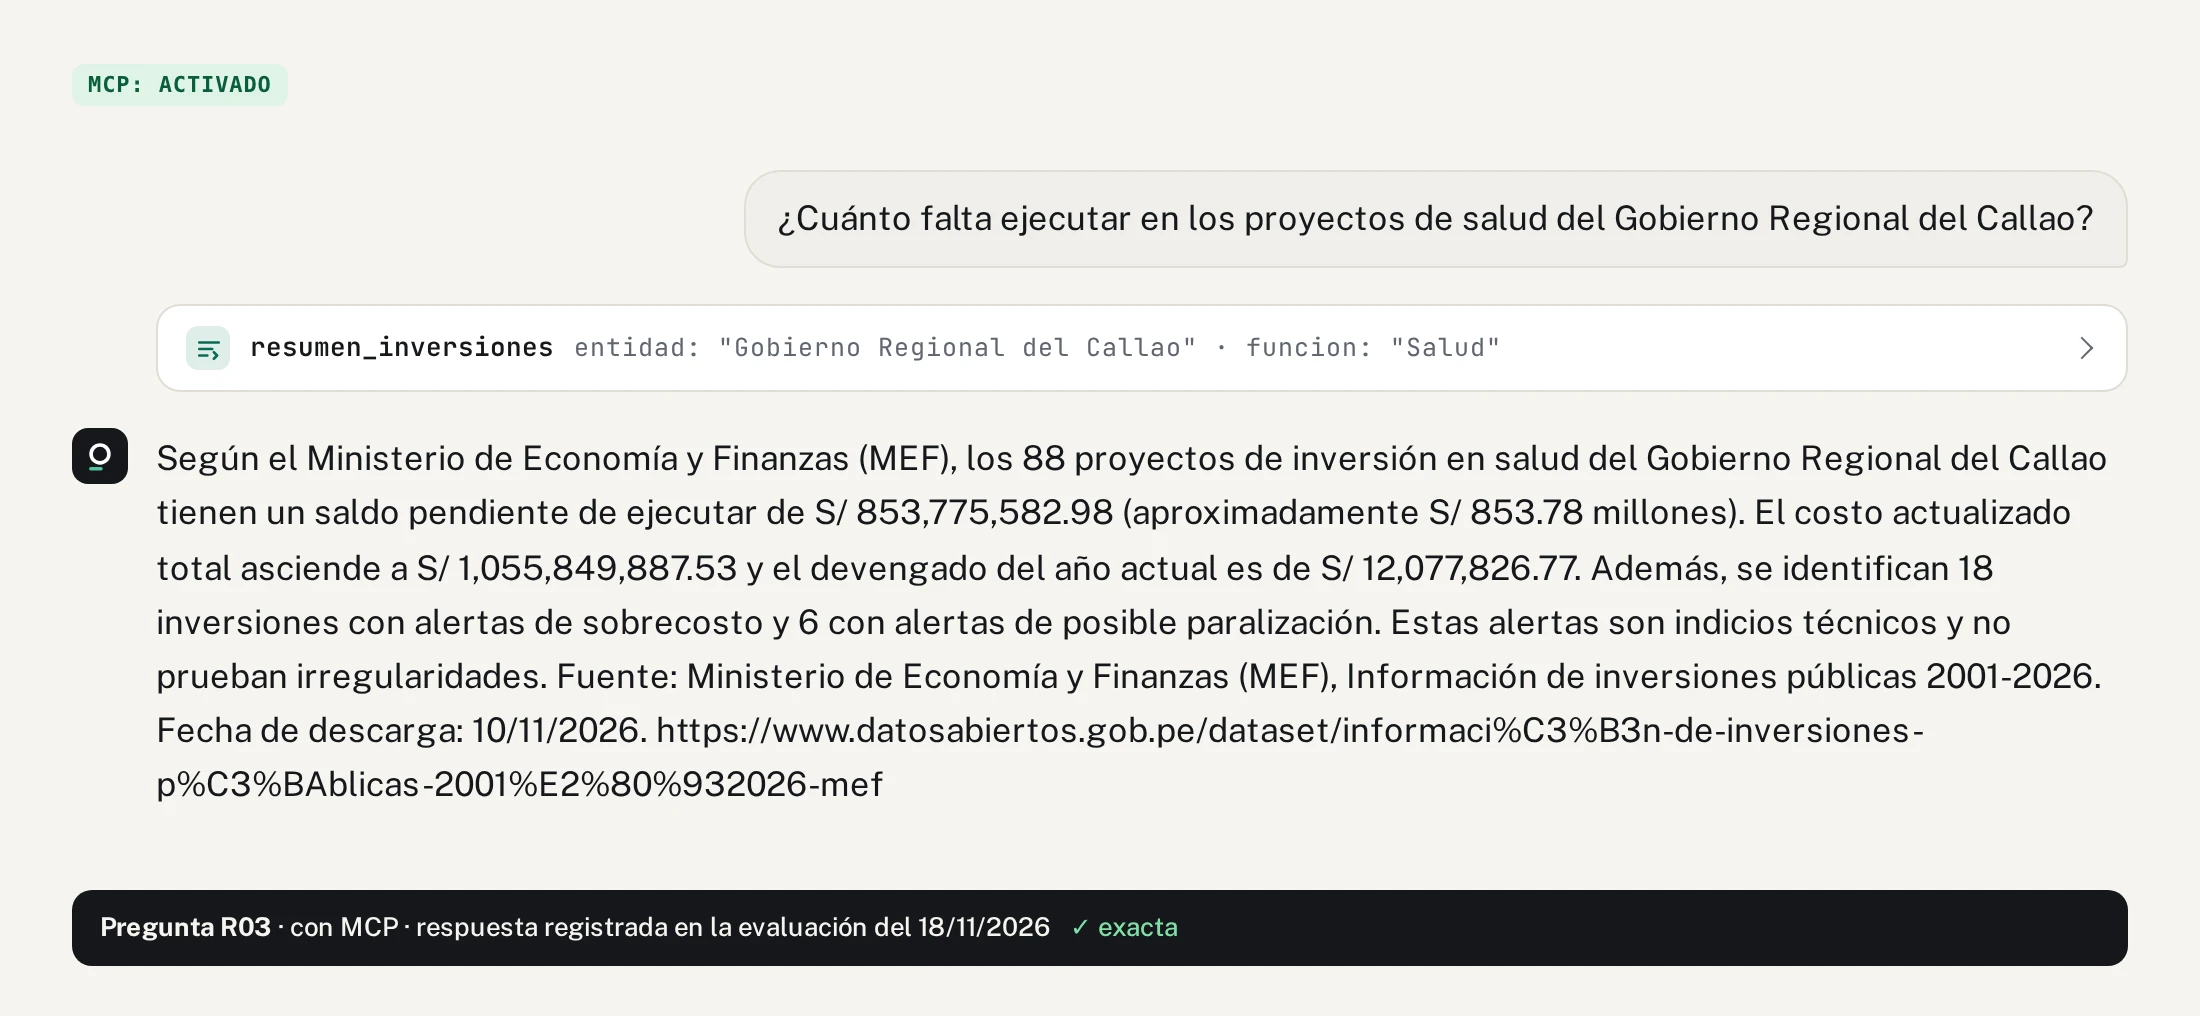 MCP: ACTIVADO
¿Cuánto falta ejecutar en los proyectos de salud del Gobierno Regional del Callao?
resumen_inversiones entidad: "Gobierno Regional del Callao" · funcion: "Salud"
Según el Ministerio de Economía y Finanzas (MEF), los 88 proyectos de inversión en salud del Gobierno Regional del Callao
tienen un saldo pendiente de ejecutar de S/ 853,775,582.98 (aproximadamente S/ 853.78 millones). El costo actualizado
total asciende a S/ 1,055,849,887.53 y el devengado del año actual es de S/ 12,077,826.77. Además, se identifican 18
inversiones con alertas de sobrecosto y 6 con alertas de posible paralización. Estas alertas son indicios técnicos y no
prueban irregularidades. Fuente: Ministerio de Economía y Finanzas (MEF), Información de inversiones públicas 2001-2026.
Fecha de descarga: 10/11/2026. https://www.datosabiertos.gob.pe/dataset/informaci%C3%B3n-de-inversiones-
p%C3%BAblicas-2001%E2%80%932026-mef
Pregunta R03 · con MCP · respuesta registrada en la evaluación del 18/11/2026 ✓ exacta